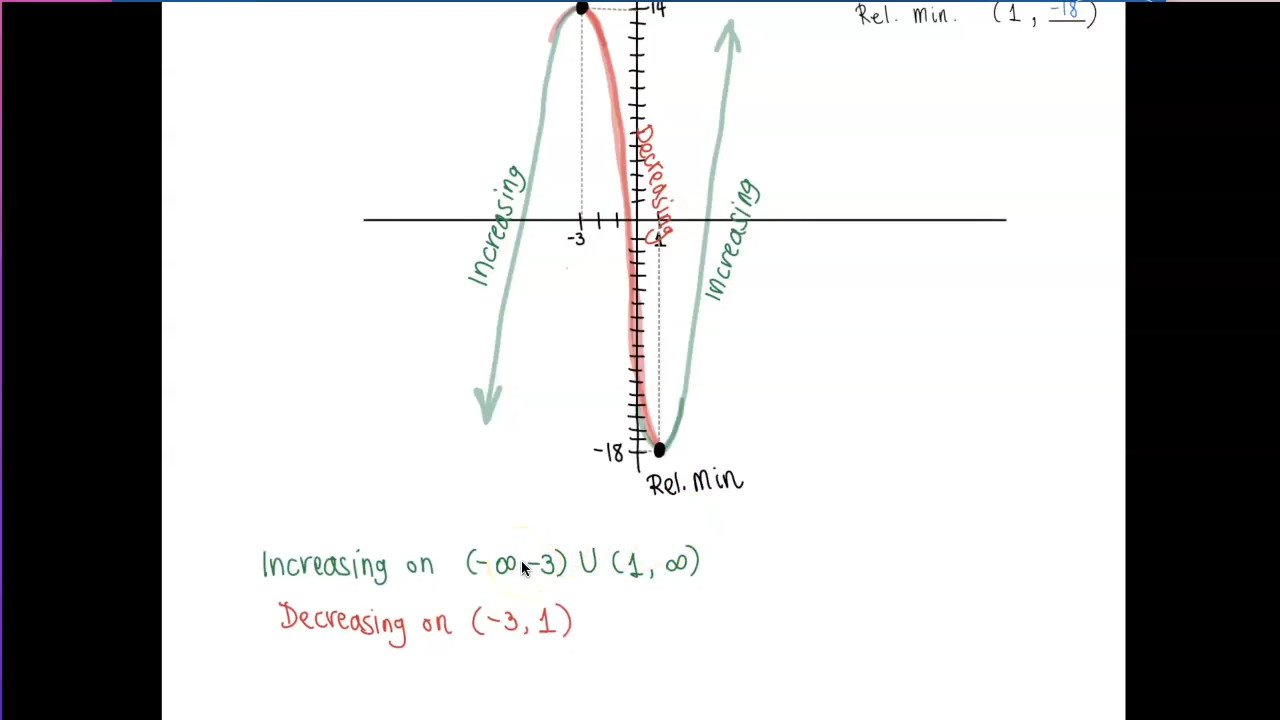 14
Rel. Min. (1, -18)
Decreasing
Increasing
Increasing
-3
1
-18
Rel. Min
Increasing on (-∞,-3) ∪ (1, ∞)
Decreasing on (-3, 1)